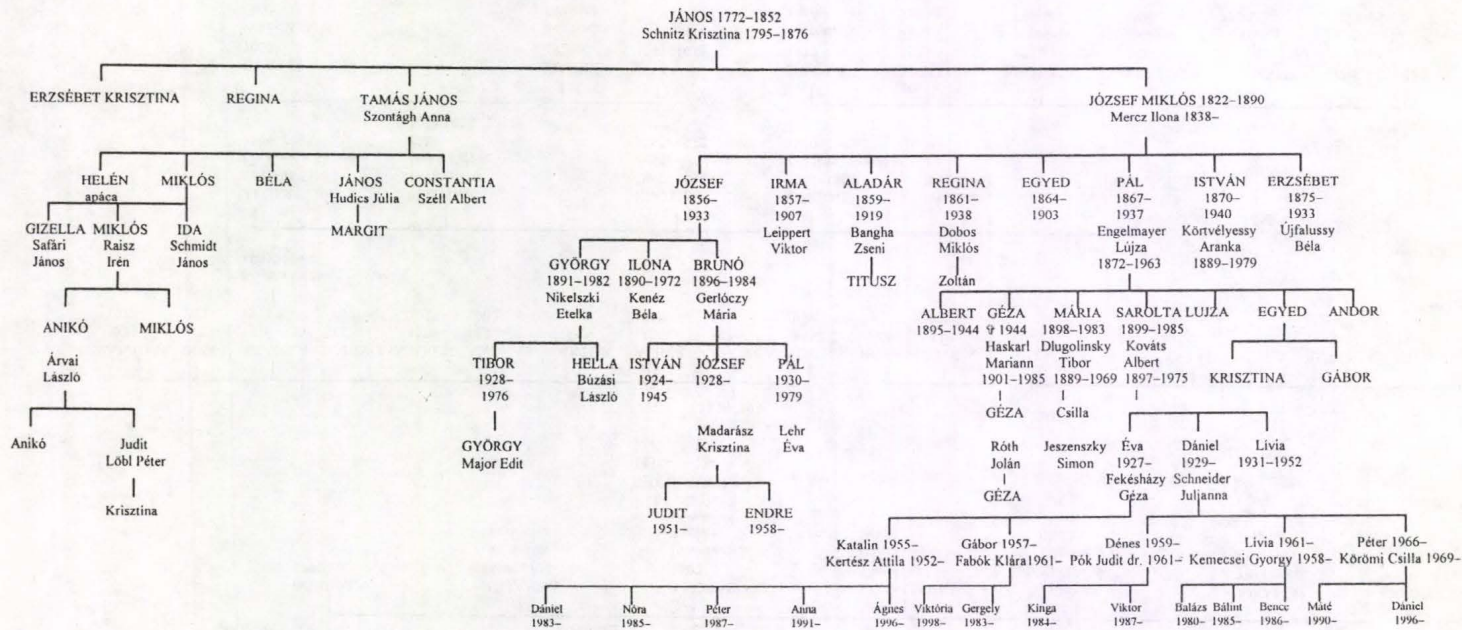 JÁNOS 1772–1852
Schnitz Krisztina 1795–1876
ERZSÉBET KRISZTINA
REGINA
TAMÁS JÁNOS
Szontágh Anna
JÓZSEF MIKLÓS 1822–1890
Mercz Ilona 1838–
HELÉN
apáca
MIKLÓS
BÉLA
JÁNOS
Hudics Júlia
CONSTANTIA
Széll Albert
JÓZSEF
1856–
1933
IRMA
1857–
1907
Leippert
Viktor
ALADÁR
1859–
1919
Bangha
Zseni
REGINA
1861–
1938
Dobos
Miklós
EGYED
1864–
1903
PÁL
1867–
1937
Engelmayer
Lújza
1872–1963
ISTVÁN
1870–
1940
Körtvélyessy
Aranka
1889–1979
ERZSÉBET
1875–
1933
Újfalussy
Béla
GIZELLA
Safári
János
MIKLÓS
Raisz
Irén
IDA
Schmidt
János
MARGIT
GYÖRGY
1891–1982
Nikelszki
Etelka
ILONA
1890–1972
Kenéz
Béla
BRÚNÓ
1896–1984
Gerlóczy
Mária
TITUSZ
Zoltán
ANIKÓ
MIKLÓS
Árvai
László
ALBERT
1895–1944
GÉZA
✞ 1944
Haskarl
Mariann
1901–1985
MÁRIA
1898–1983
Dlugolinsky
Tibor
1889–1969
SAROLTA
1899–1985
Kováts
Albert
1897–1975
LUJZA
EGYED
ANDOR
TIBOR
1928–
1976
HELLA
Búzási
László
ISTVÁN
1924–
1945
JÓZSEF
1928–
PÁL
1930–
1979
KRISZTINA
GÁBOR
GÉZA
Csilla
Anikó
Judit
Löbl Péter
Krisztina
GYÖRGY
Major Edit
Madarász
Krisztina
Lehr
Éva
Róth
Jolán
GÉZA
Jeszenszky
Simon
Éva
1927–
Fekésházy
Géza
Dániel
1929–
Schneider
Julianna
Lívia
1931–1952
JUDIT
1951–
ENDRE
1958–
Katalin 1955–
Kertész Attila 1952–
Gábor 1957–
Fabók Klára1961–
Dénes 1959–
Pók Judit dr. 1961–
Lívia 1961–
Kemecsei Gyorgy 1958–
Péter 1966–
Körömi Csilla 1969–
Dániel
1983–
Nóra
1985–
Péter
1987–
Anna
1991–
Ágnes
1996–
Viktória
1998–
Gergely
1983–
Kinga
1984–
Viktor
1987–
Balázs
1980–
Bálint
1985–
Bence
1986–
Máté
1990–
Dániel
1996–